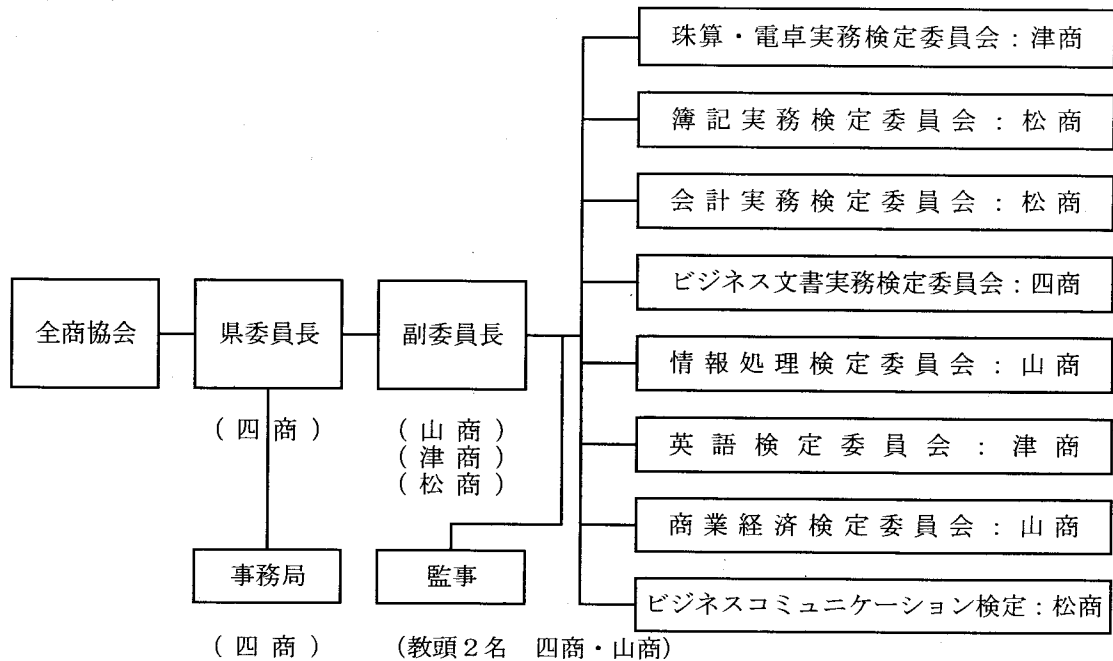 珠算・電卓実務検定委員会：津商
簿記実務検定委員会：松商
会計実務検定委員会：松商
ビジネス文書実務検定委員会：四商
情報処理検定委員会：山商
英語検定委員会：津商
商業経済検定委員会：山商
ビジネスコミュニケーション検定：松商
全商協会
県委員長
副委員長
(四商)
(山商)
(津商)
(松商)
事務局
監事
(四商)
(教頭２名　四商・山商)